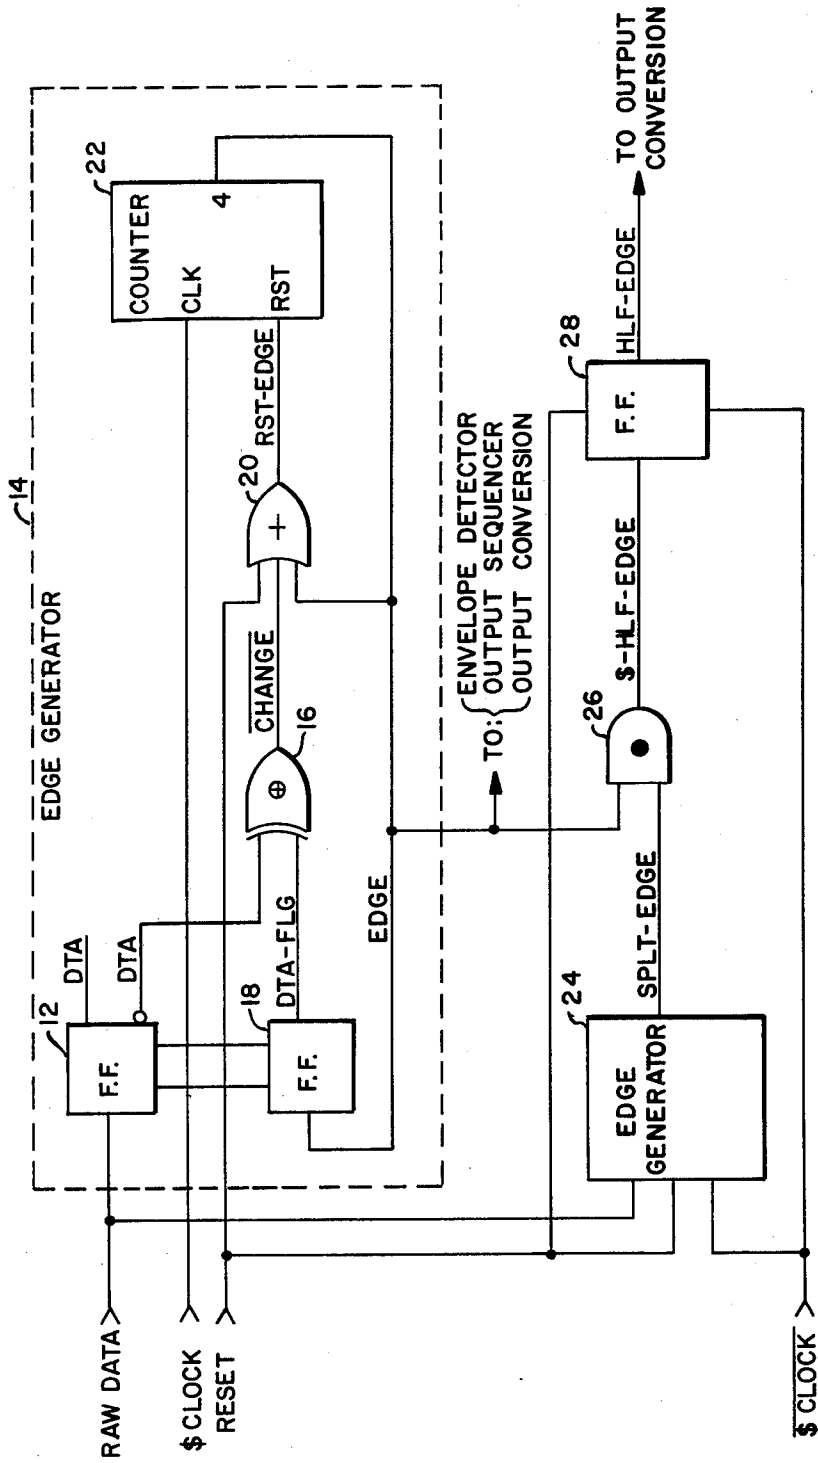 14
EDGE GENERATOR
12
F.F.
DTA
DTA
18
F.F.
DTA-FLG
16
⊕
CHANGE
20
+
RST-EDGE
22
COUNTER
CLK
RST
4
EDGE
RAW DATA
$ CLOCK
RESET
TO: ENVELOPE DETECTOR
OUTPUT SEQUENCER
OUTPUT CONVERSION
24
EDGE
GENERATOR
SPLT-EDGE
26
$-HLF-EDGE
28
F.F.
HLF-EDGE
TO OUTPUT
CONVERSION
$ CLOCK